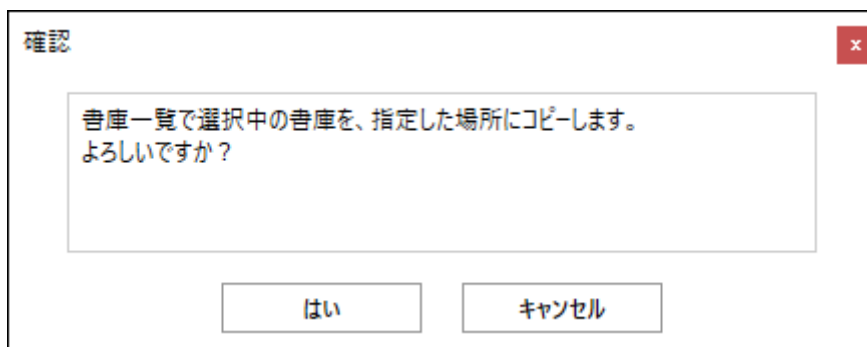 確認
x
書庫一覧で選択中の書庫を、指定した場所にコピーします。
よろしいですか？
はい
キャンセル